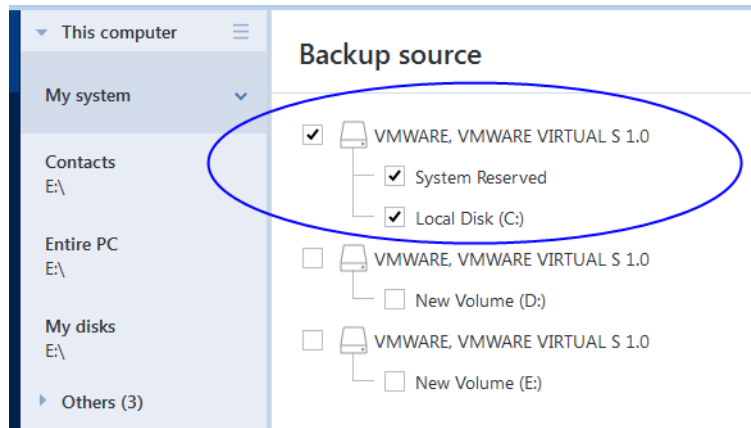 This computer
My system
Contacts
E:\
Entire PC
E:\
My disks
E:\
Others (3)
Backup source
VMWARE, VMWARE VIRTUAL S 1.0
System Reserved
Local Disk (C:)
VMWARE, VMWARE VIRTUAL S 1.0
New Volume (D:)
VMWARE, VMWARE VIRTUAL S 1.0
New Volume (E:)